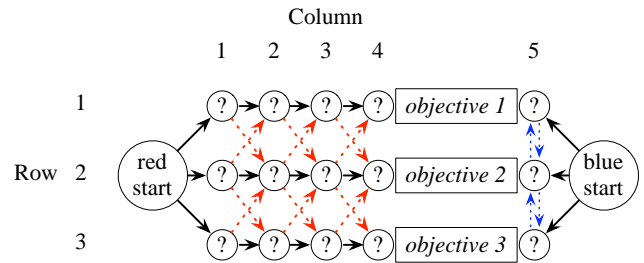 Column
1 2 3 4 5
1 ? ? ? ? objective 1 ?
red start
Row 2 ? ? ? ? objective 2 ?
blue start
3 ? ? ? ? objective 3 ?